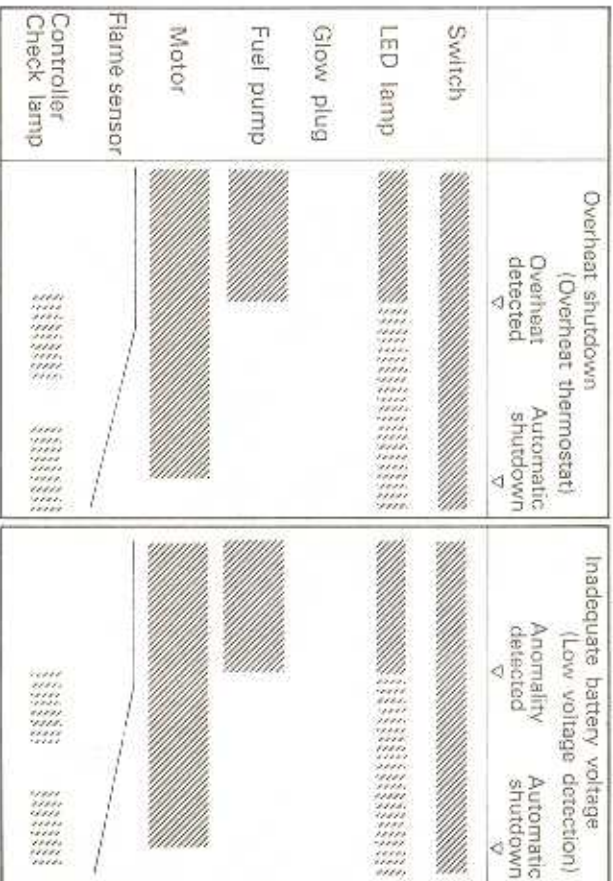 Overheat shutdown
(Overheat thermostat)
Overheat
detected
Automatic
shutdown
Inadequate battery voltage
(Low voltage detection)
Anomality
detected
Automatic
shutdown
Switch
LED lamp
Glow plug
Fuel pump
Motor
Flame sensor
Controller
Check lamp